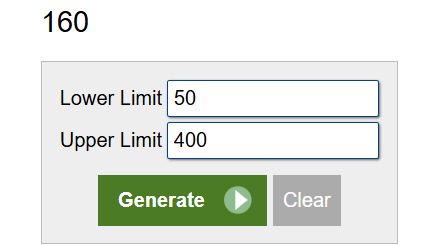 160
Lower Limit 50
Upper Limit 400
Generate Clear